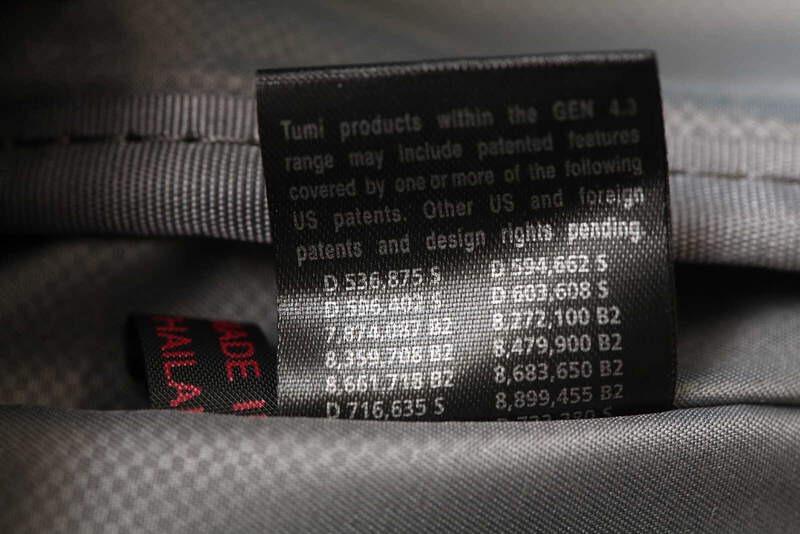 Tumi products within the GEN 4.3
range may include patented features
covered by one or more of the following
US patents. Other US and foreign
patents and design rights pending.
D 536,875 S D 594,662 S
D 603,608 S
8,272,100 B2
8,359,708 B2 8,479,900 B2
8,661,718 B2 8,683,650 B2
D 716,635 S 8,899,455 B2
MADE I
THAILA